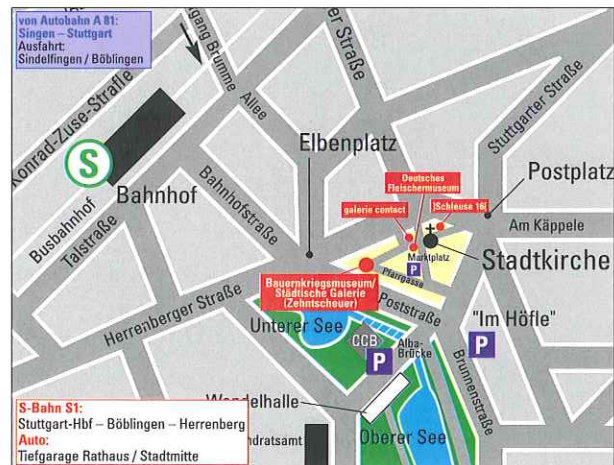 von Autobahn A 81:
Singen – Stuttgart
Ausfahrt:
Sindelfingen / Böblingen
gang Brumme Allee
Straße
Konrad-Zuse-Straße
Stuttgarter Straße
S
Elbenplatz
Bahnhof
Bahnhofstraße
Busbahnhof
Talstraße
Deutsches
Fleischermuseum
Postplatz
galerie contact
]Schleuse 16[
Am Käppele
Marktplatz
P
Stadtkirche
Pfarrgasse
Bauernkriegsmuseum/
Städtische Galerie
(Zehntscheuer)
Herrenberger Straße
Poststraße
Unterer See
"Im Höfle"
CCB
P
Alba-
Brücke
P
Brunnenstraße
Wandelhalle
Oberer See
ndratsamt
S-Bahn S1:
Stuttgart-Hbf – Böblingen – Herrenberg
Auto:
Tiefgarage Rathaus / Stadtmitte